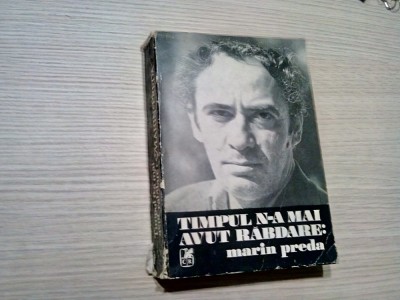 TIMPUL N-A MAI
AVUT RĂBDARE:
marin preda